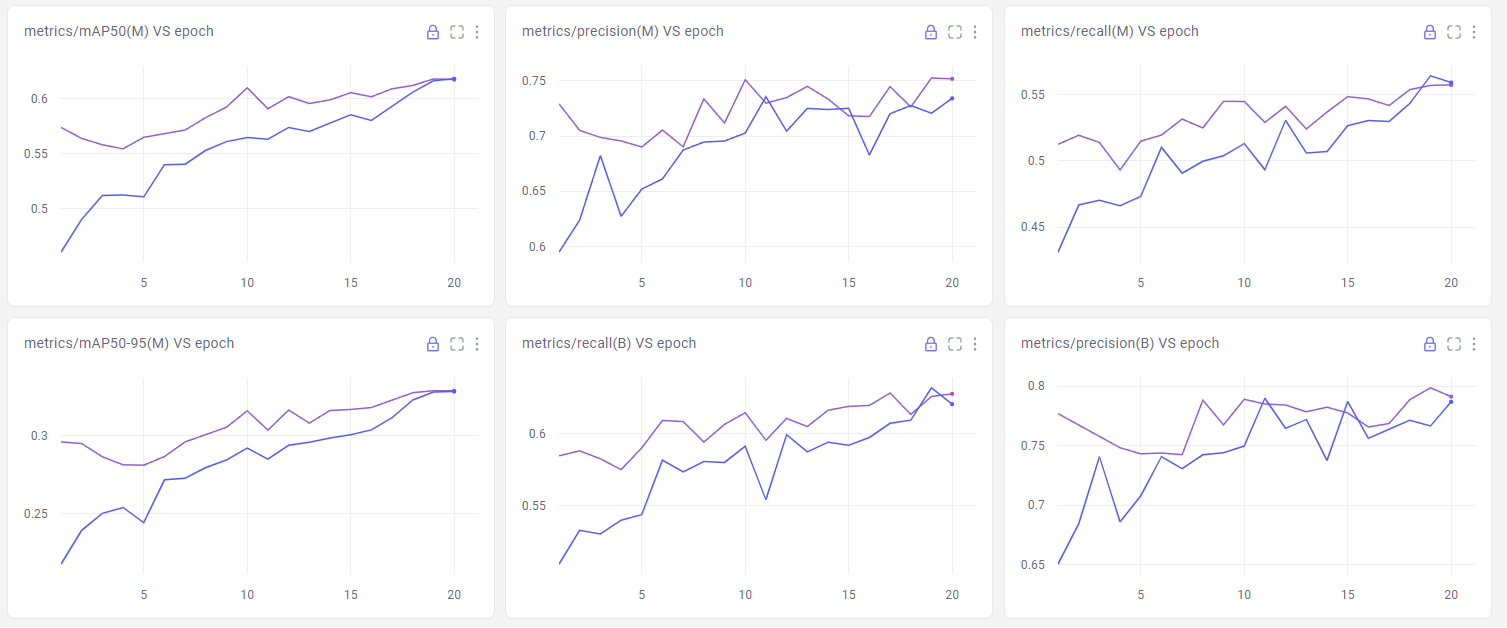 metrics/mAP50(M) VS epoch
0.6
0.55
0.5
5 10 15 20
metrics/precision(M) VS epoch
0.75
0.7
0.65
0.6
5 10 15 20
metrics/recall(M) VS epoch
0.55
0.5
0.45
5 10 15 20
metrics/mAP50-95(M) VS epoch
0.3
0.25
5 10 15 20
metrics/recall(B) VS epoch
0.6
0.55
5 10 15 20
metrics/precision(B) VS epoch
0.8
0.75
0.7
0.65
5 10 15 20